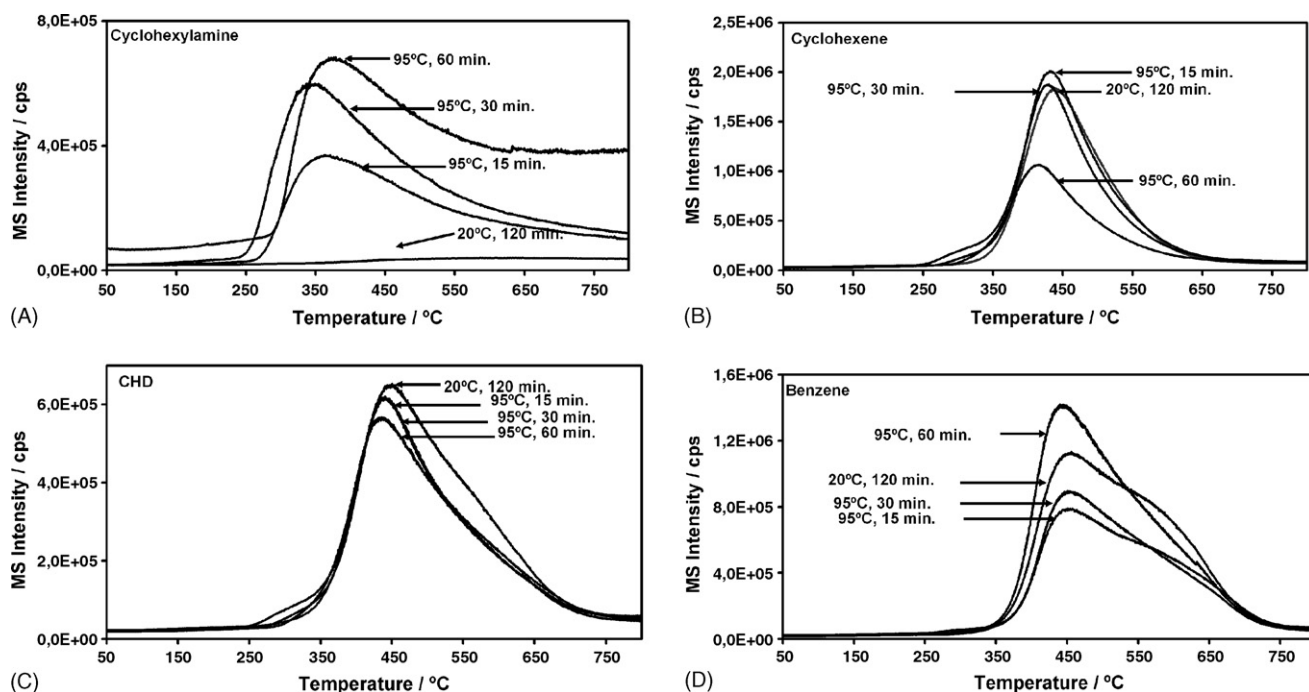 8,0E+05
Cyclohexylamine
95ºC, 60 min.
95ºC, 30 min.
4,0E+05
95ºC, 15 min.
20ºC, 120 min.
0,0E+00
50 150 250 350 450 550 650 750
MS Intensity / cps
Temperature / ºC
(A)
2,5E+06
Cyclohexene
2,0E+06
95ºC, 15 min.
95ºC, 30 min.
20ºC, 120 min.
1,5E+06
1,0E+06
95ºC, 60 min.
5,0E+05
0,0E+00
50 150 250 350 450 550 650 750
MS Intensity / cps
Temperature / ºC
(B)
CHD
20ºC, 120 min.
6,0E+05
95ºC, 15 min.
95ºC, 30 min.
95ºC, 60 min.
4,0E+05
2,0E+05
0,0E+00
50 150 250 350 450 550 650 750
MS Intensity / cps
Temperature / ºC
(C)
1,6E+06
Benzene
1,2E+06
95ºC, 60 min.
20ºC, 120 min.
8,0E+05
95ºC, 30 min.
95ºC, 15 min.
4,0E+05
0,0E+00
50 150 250 350 450 550 650 750
MS Intensity / cps
Temperature / ºC
(D)